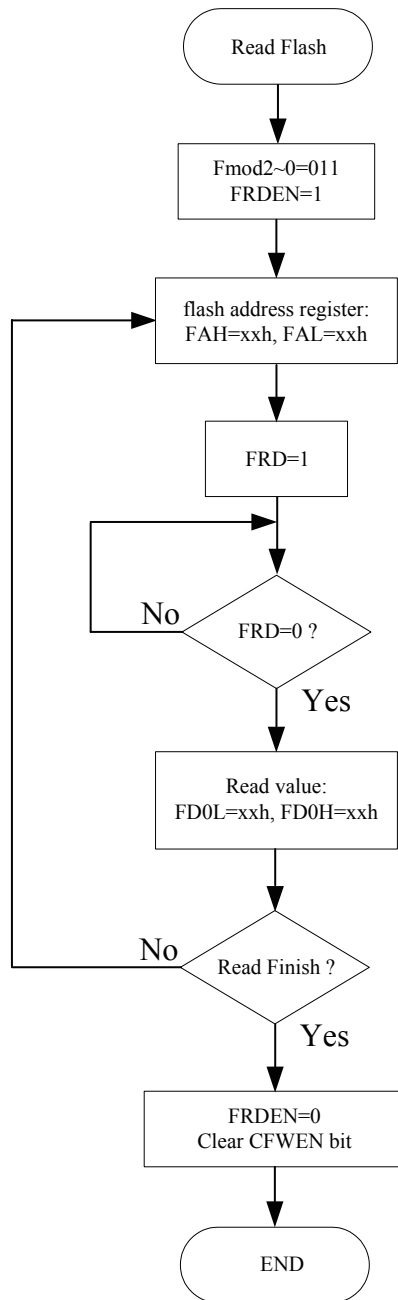 Read Flash
Fmod2~0=011
FRDEN=1
flash address register:
FAH=xxh, FAL=xxh
FRD=1
No
FRD=0 ?
Yes
Read value:
FD0L=xxh, FD0H=xxh
No
Read Finish ?
Yes
FRDEN=0
Clear CFWEN bit
END